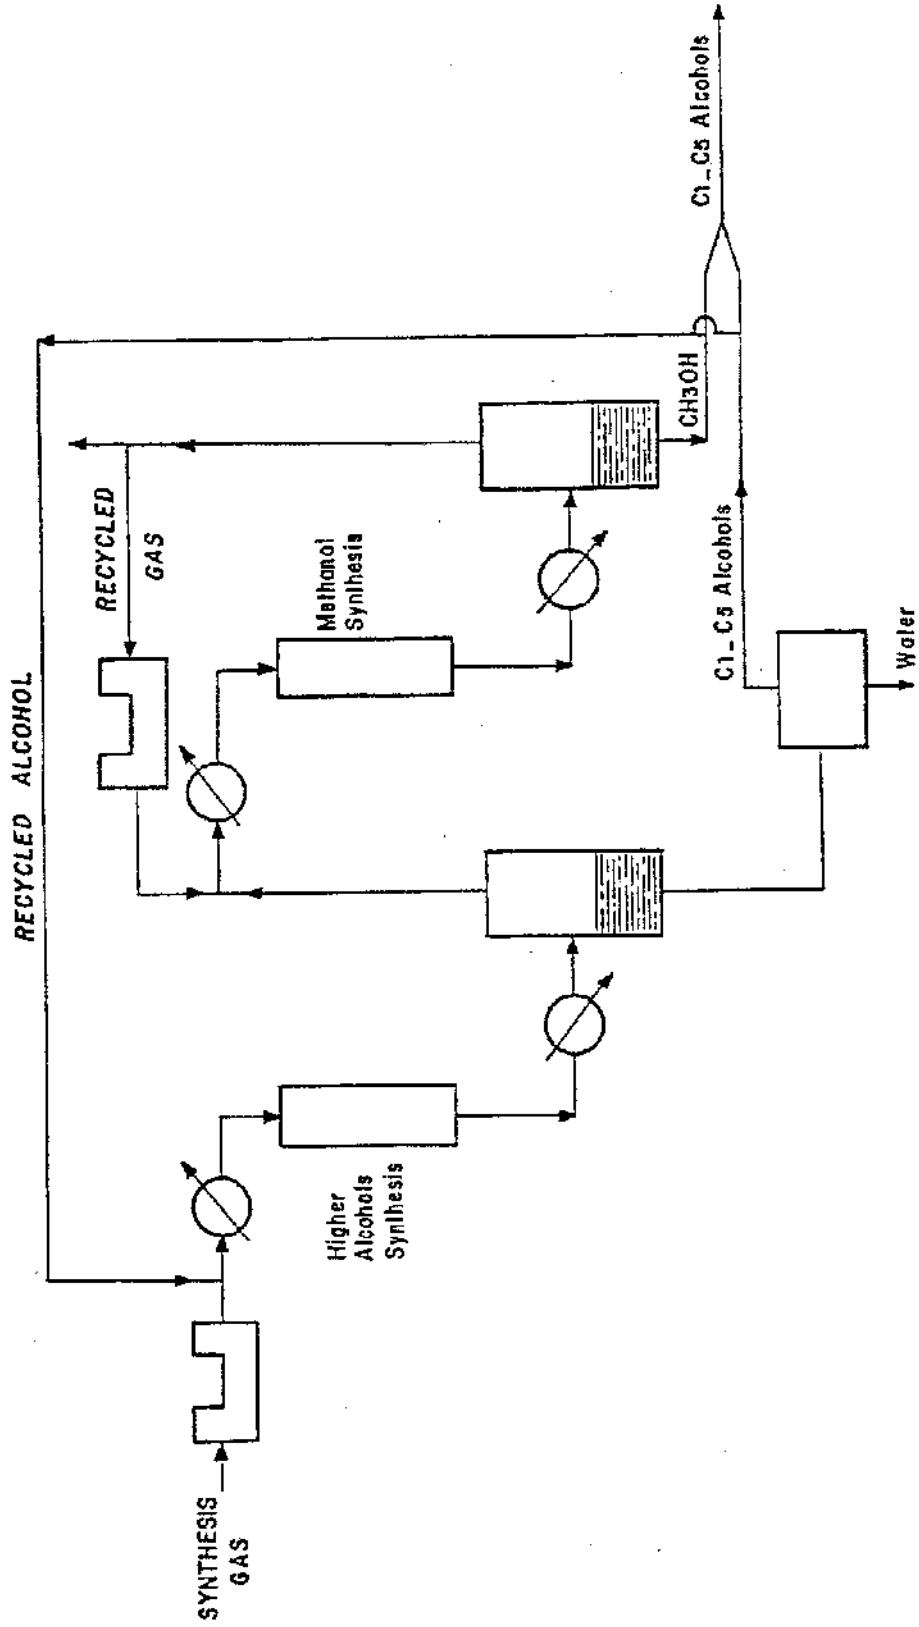 RECYCLED ALCOHOL
RECYCLED
GAS
SYNTHESIS
GAS
Higher
Alcohols
Synthesis
Methanol
Synthesis
CH3OH
C1_C5 Alcohols
C1_C5 Alcohols
Water